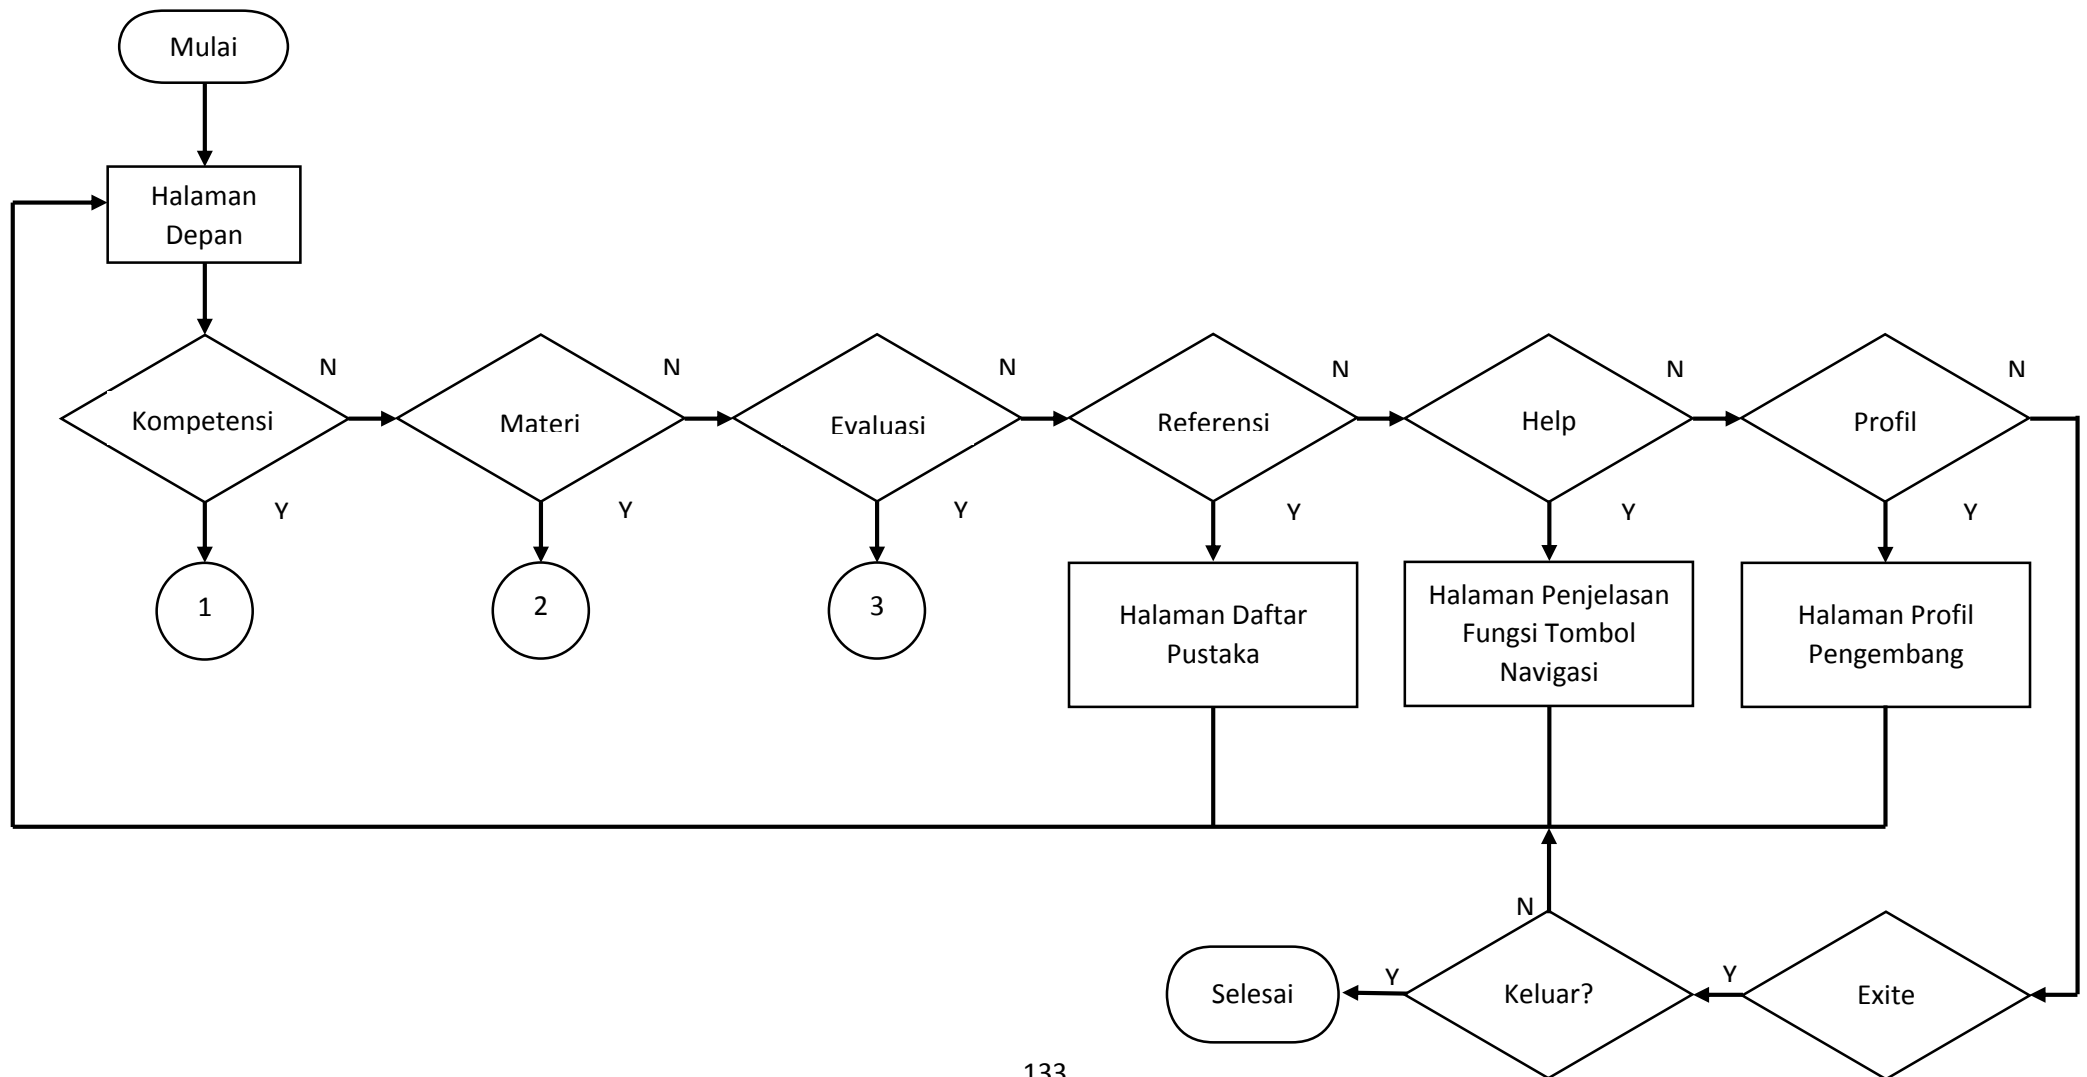 Mulai
Halaman
Depan
N
N
N
N
N
N
Kompetensi
Materi
Evaluasi
Referensi
Help
Profil
Y
Y
Y
Y
Y
Y
1
2
3
Halaman Daftar
Pustaka
Halaman Penjelasan
Fungsi Tombol
Navigasi
Halaman Profil
Pengembang
N
Selesai
Y
Keluar?
Y
Exite
133